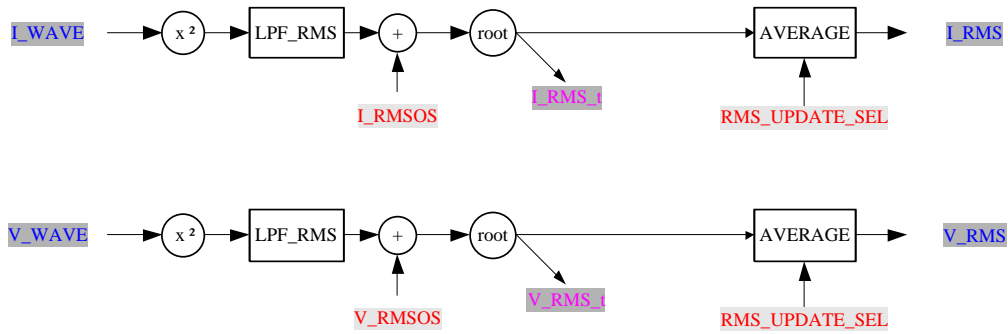 I_WAVE
x ²
LPF_RMS
+
root
AVERAGE
I_RMS
I_RMS_t
I_RMSOS
RMS_UPDATE_SEL
V_WAVE
x ²
LPF_RMS
+
root
AVERAGE
V_RMS
V_RMS_t
V_RMSOS
RMS_UPDATE_SEL